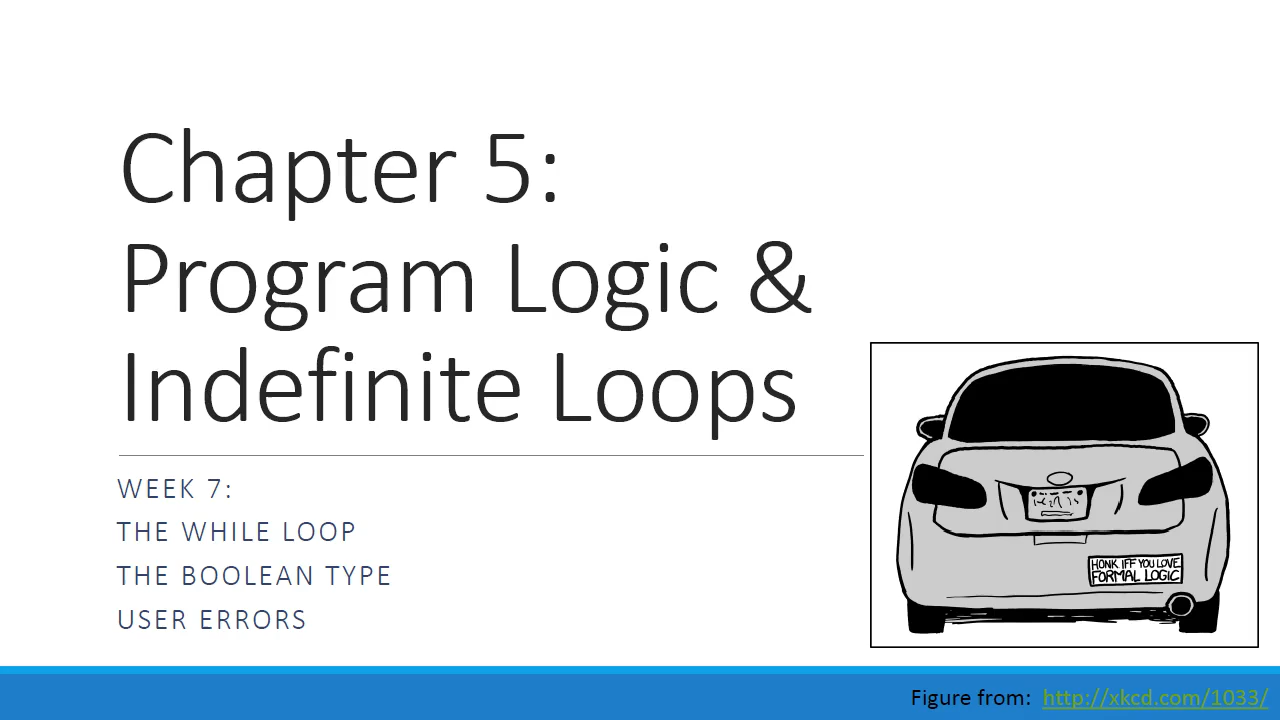 Chapter 5:
Program Logic &
Indefinite Loops
WEEK 7:
THE WHILE LOOP
THE BOOLEAN TYPE
USER ERRORS
HONK IFF YOU LOVE
FORMAL LOGIC
Figure from: http://xkcd.com/1033/